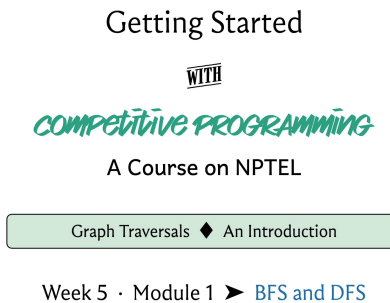 Getting Started
WITH
COMPETITIVE PROGRAMMING
A Course on NPTEL
Graph Traversals ♦ An Introduction
Week 5 · Module 1 ➤ BFS and DFS